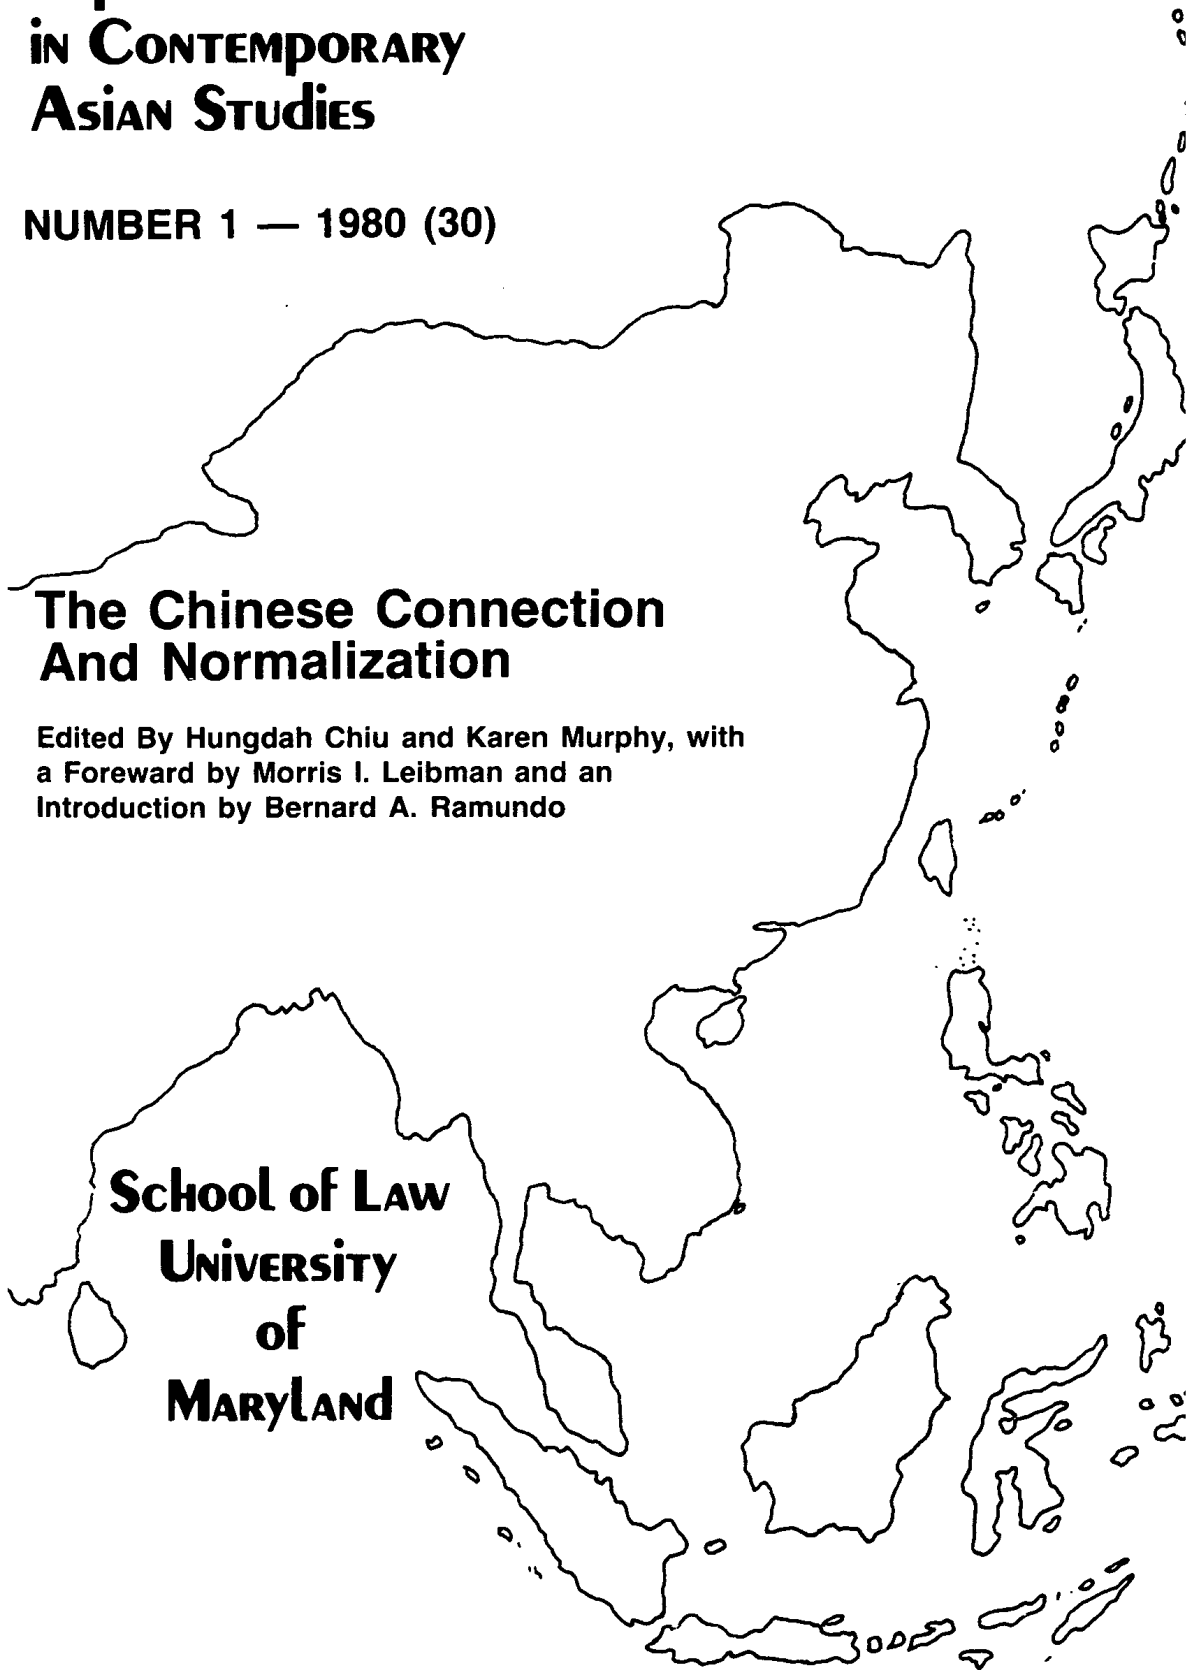 in Contemporary
Asian Studies
NUMBER 1 — 1980 (30)
The Chinese Connection
And Normalization
Edited By Hungdah Chiu and Karen Murphy, with
a Foreward by Morris I. Leibman and an
Introduction by Bernard A. Ramundo
School of Law
University
of
Maryland